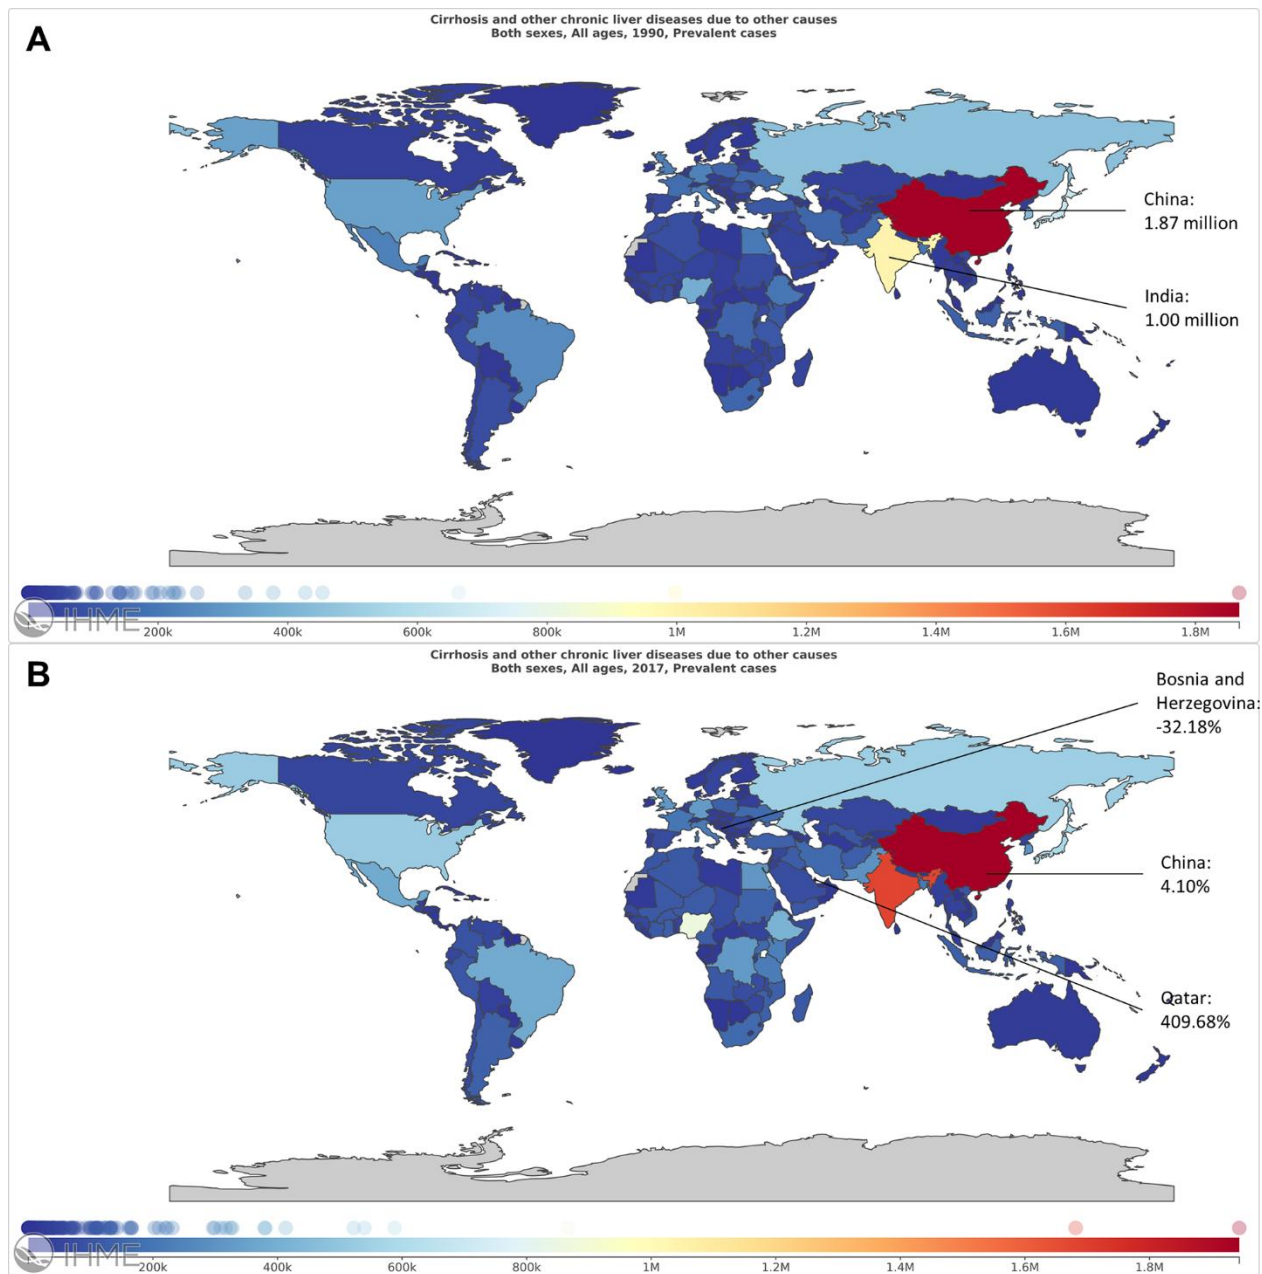 A
Cirrhosis and other chronic liver diseases due to other causes
Both sexes, All ages, 1990, Prevalent cases
China:
1.87 million
India:
1.00 million
IHME
200k 400k 600k 800k 1M 1.2M 1.4M 1.6M 1.8M
B
Cirrhosis and other chronic liver diseases due to other causes
Both sexes, All ages, 2017, Prevalent cases
Bosnia and
Herzegovina:
-32.18%
China:
4.10%
Qatar:
409.68%
IHME
200k 400k 600k 800k 1M 1.2M 1.4M 1.6M 1.8M